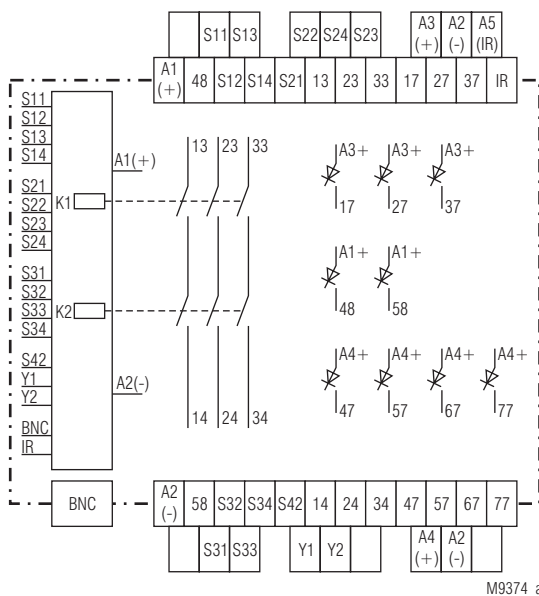 S11 S13 S22 S24 S23 A3 (+) A2 (-) A5 (IR)
A1 (+) 48 S12 S14 S21 13 23 33 17 27 37 IR
S11
S12
S13
S14
A1(+)
S21
K1
S22
S23
S24
S31
S32
K2
S33
S34
S42
Y1
A2(-)
Y2
BNC
IR
13 23 33
14 24 34
A3+ A3+ A3+
17 27 37
A1+ A1+
48 58
A4+ A4+ A4+ A4+
47 57 67 77
BNC
A2 (-) 58 S32 S34 S42 14 24 34 47 57 67 77
S31 S33 Y1 Y2 A4 (+) A2 (-)
M9374_a